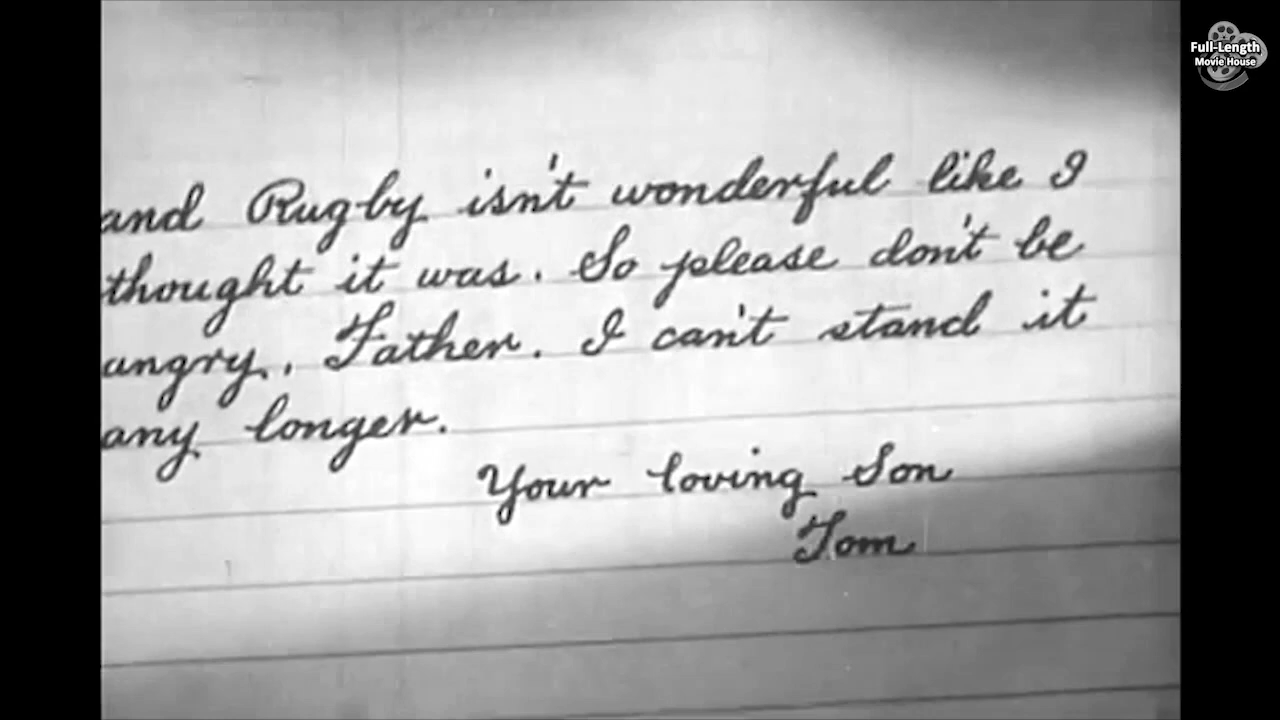 Full-Length
Movie House
and Rugby isn't wonderful like I
thought it was. So please don't be
angry, Father. I can't stand it
any longer.
Your loving Son
Tom